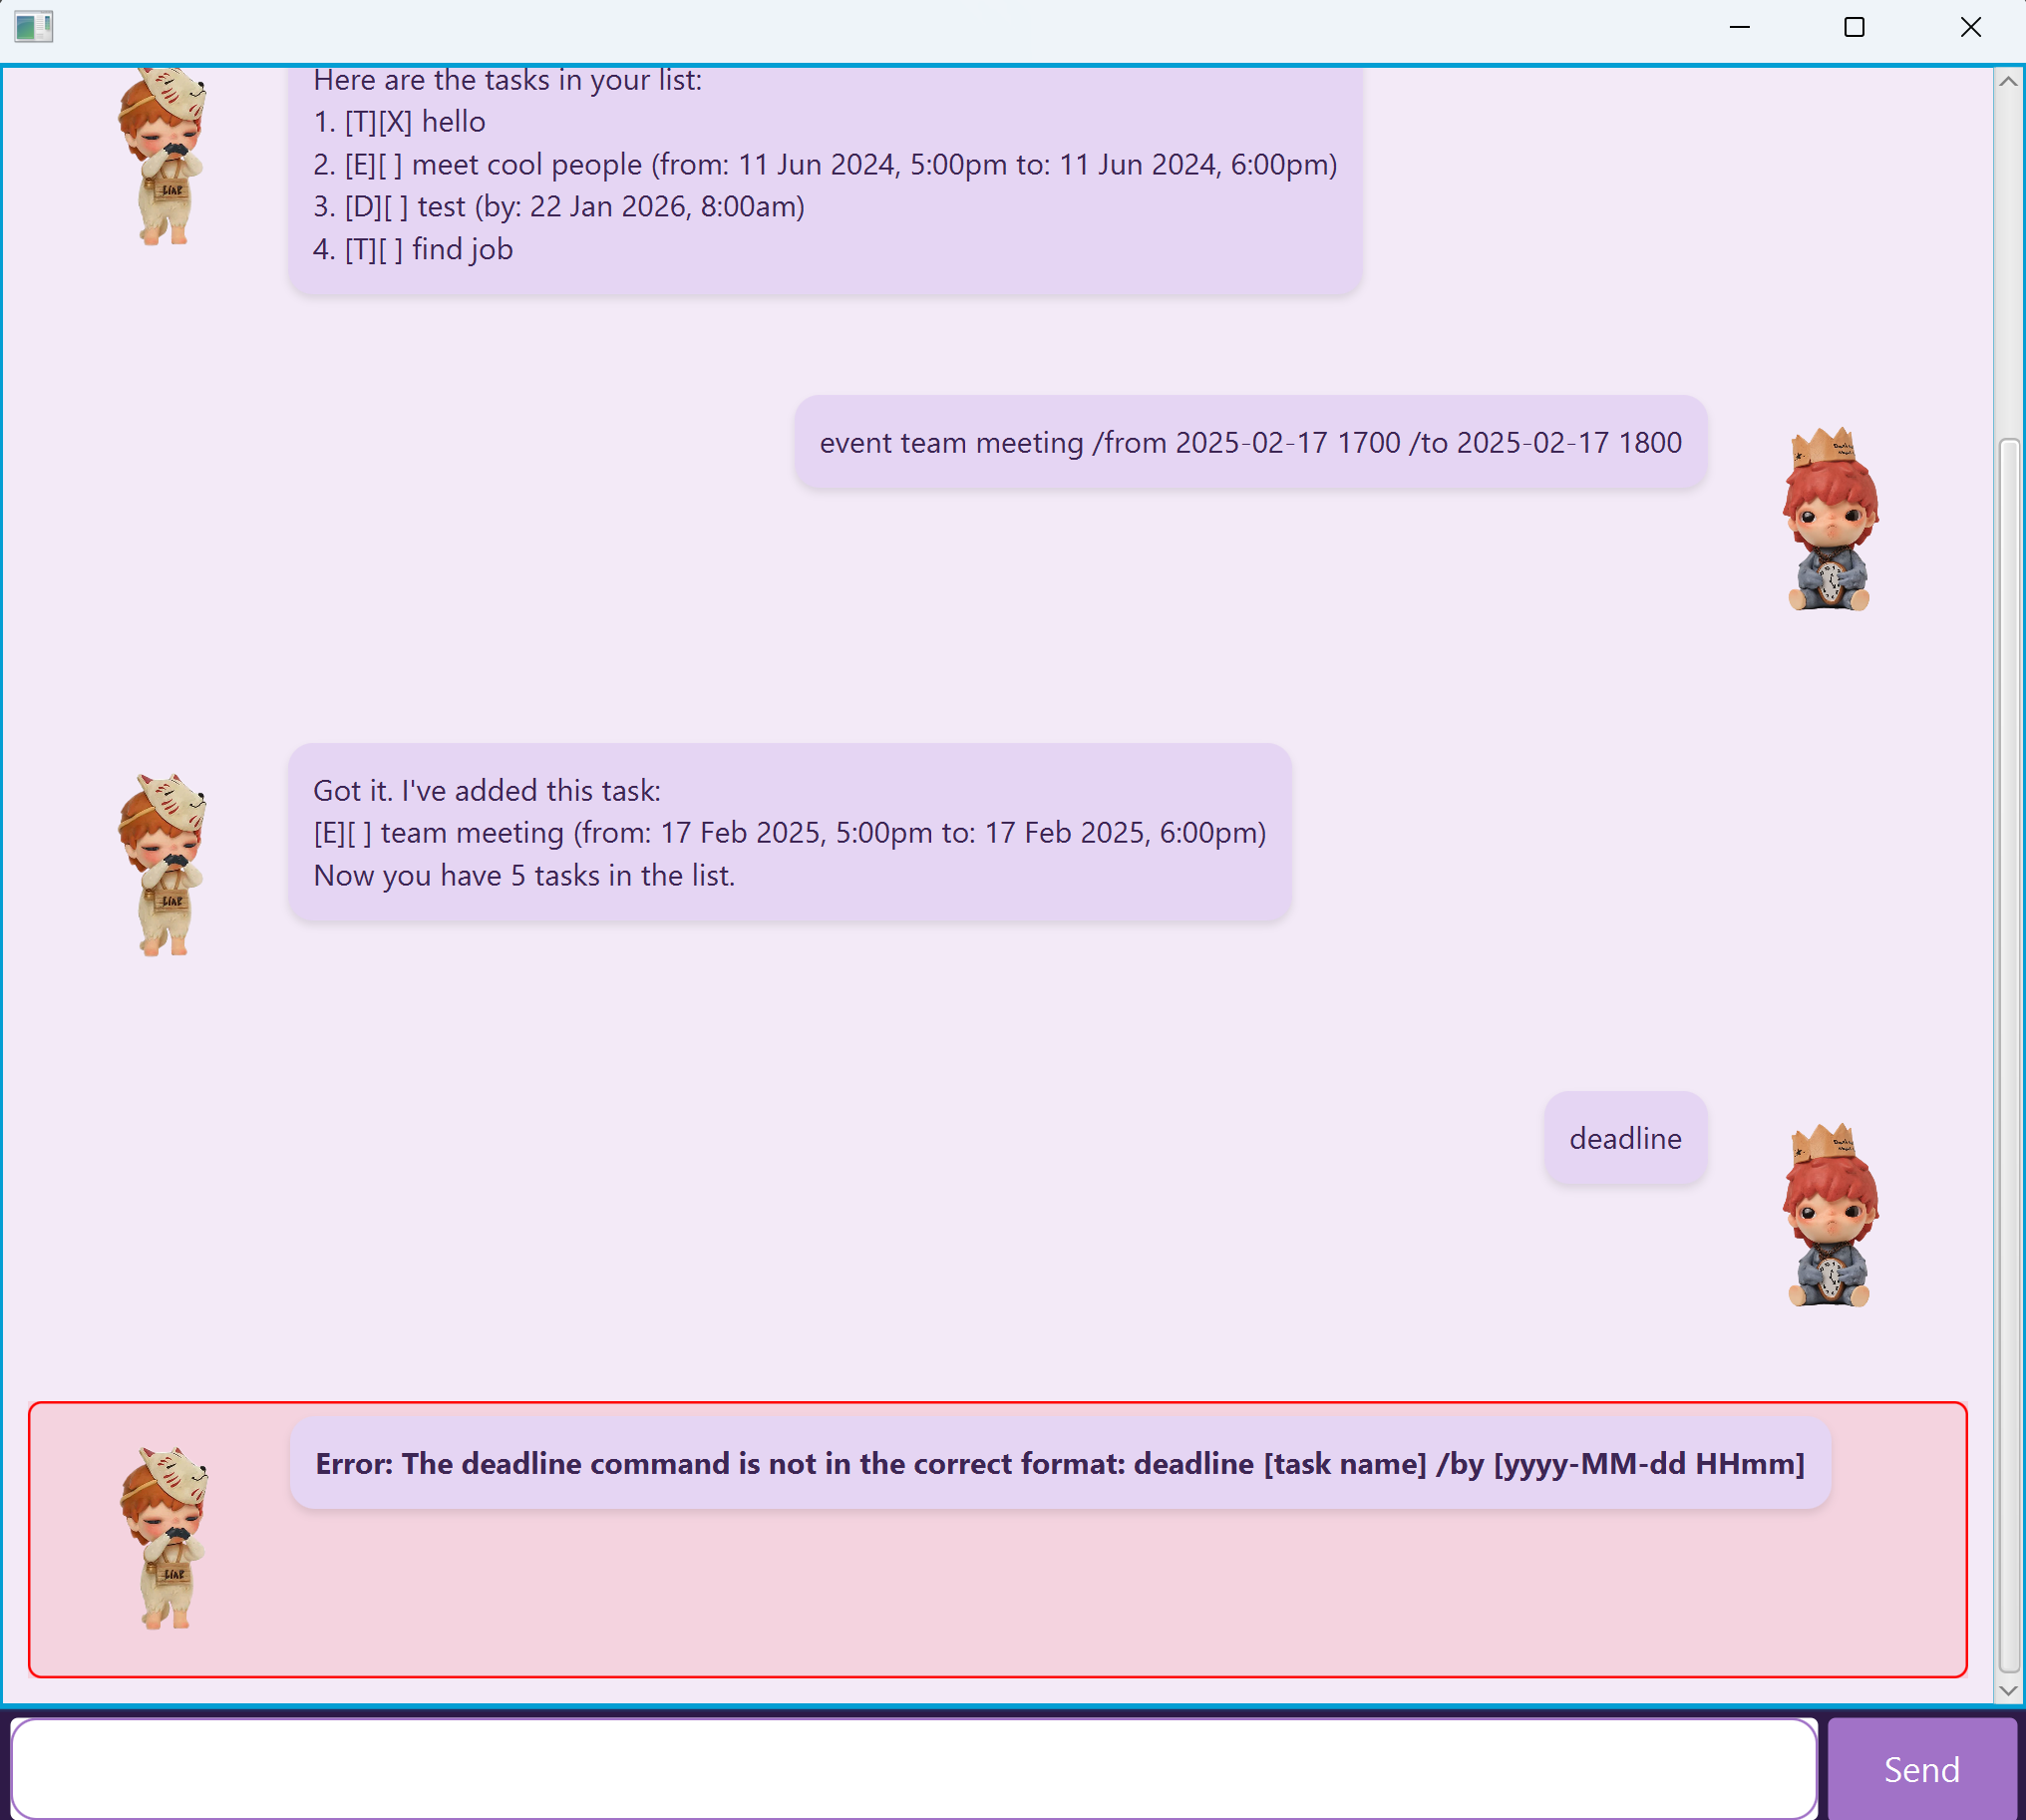 Here are the tasks in your list:
1. [T][X] hello
2. [E][ ] meet cool people (from: 11 Jun 2024, 5:00pm to: 11 Jun 2024, 6:00pm)
3. [D][ ] test (by: 22 Jan 2026, 8:00am)
4. [T][ ] find job
LIAR
event team meeting /from 2025-02-17 1700 /to 2025-02-17 1800
Got it. I've added this task:
[E][ ] team meeting (from: 17 Feb 2025, 5:00pm to: 17 Feb 2025, 6:00pm)
Now you have 5 tasks in the list.
LIAR
deadline
Error: The deadline command is not in the correct format: deadline [task name] /by [yyyy-MM-dd HHmm]
LIAR
Send